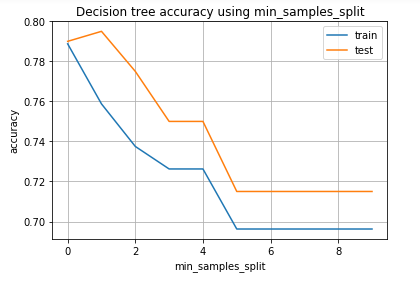 Decision tree accuracy using min_samples_split
train
test
accuracy
0.80
0.78
0.76
0.74
0.72
0.70
0 2 4 6 8
min_samples_split